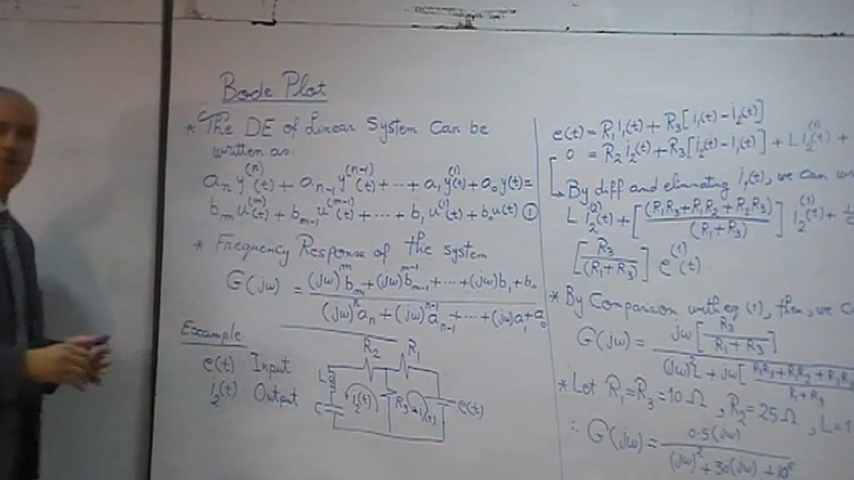 Bode Plot
* The DE of Linear System Can be
written as
aₙ y⁽ⁿ⁾(t) + aₙ₋₁ y⁽ⁿ⁻¹⁾(t) + ... + a₁ y⁽¹⁾(t) + a₀ y(t) =
bₘ u⁽ᵐ⁾(t) + bₘ₋₁ u⁽ᵐ⁻¹⁾(t) + ... + b₁ u⁽¹⁾(t) + b₀ u(t) ①
* Frequency Response of the system
G(jω) = (jω)ᵐ bₘ + (jω)ᵐ⁻¹ bₘ₋₁ + ... + (jω) b₁ + b₀
(jω)ⁿ aₙ + (jω)ⁿ⁻¹ aₙ₋₁ + ... + (jω) a₁ + a₀
Example
e(t) Input
i₂(t) : Output
R₂ R₁
L
C i₂(t) R₃ i₁(t) e(t)
e(t) = R₁ i₁(t) + R₃ [i₁(t) - i₂(t)]
0 = R₂ i₂(t) + R₃ [i₂(t) - i₁(t)] + L i₂⁽¹⁾(t) +
By diff and eliminating i₁(t), we can
L i₂⁽²⁾(t) + [(R₁R₃ + R₁R₂ + R₂R₃) / (R₁ + R₃)] i₂⁽¹⁾(t) +
[R₃ / (R₁ + R₃)] e⁽¹⁾(t)
* By Comparison with eq (1), then, we
G(jω) = jω [R₃ / (R₁ + R₃)]
(jω)² L + jω [R₁R₃ + R₁R₂ + R₂R₃ / R₁ + R₃]
* Let R₁ = R₃ = 10 Ω, R₂ = 25 Ω, L = 1
∴ G(jω) = 0.5 (jω)
(jω)² + 30 (jω) + 10⁶